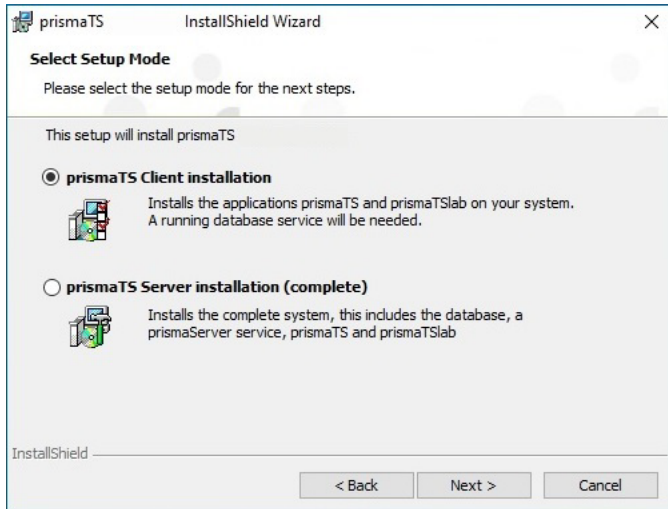 prismaTS InstallShield Wizard
Select Setup Mode
Please select the setup mode for the next steps.
This setup will install prismaTS
prismaTS Client installation
Installs the applications prismaTS and prismaTSlab on your system.
A running database service will be needed.
prismaTS Server installation (complete)
Installs the complete system, this includes the database, a
prismaServer service, prismaTS and prismaTSlab
InstallShield
< Back Next > Cancel